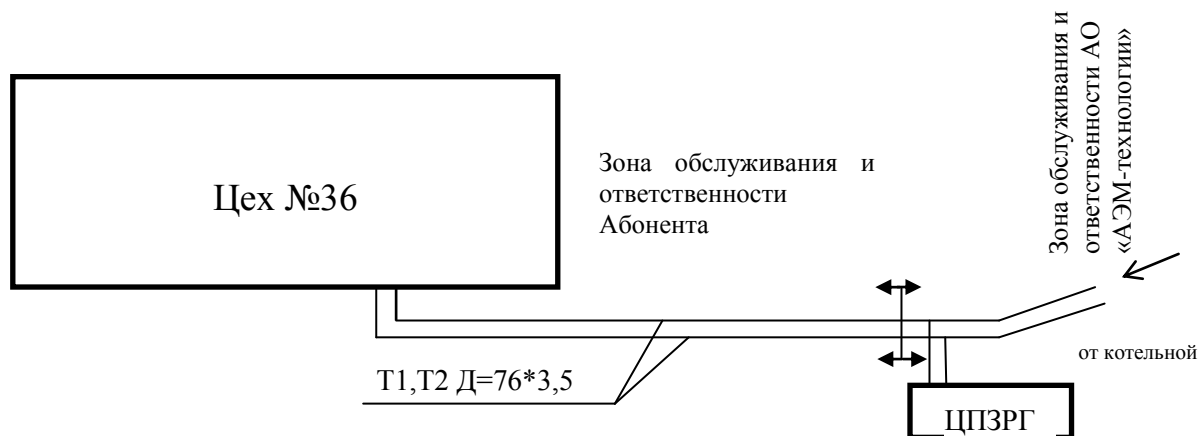 Цех №36
Зона обслуживания и
ответственности
Абонента
Зона обслуживания и
ответственности АО
«АЭМ-технологии»
от котельной
Т1,Т2 Д=76*3,5
ЦПЗРГ